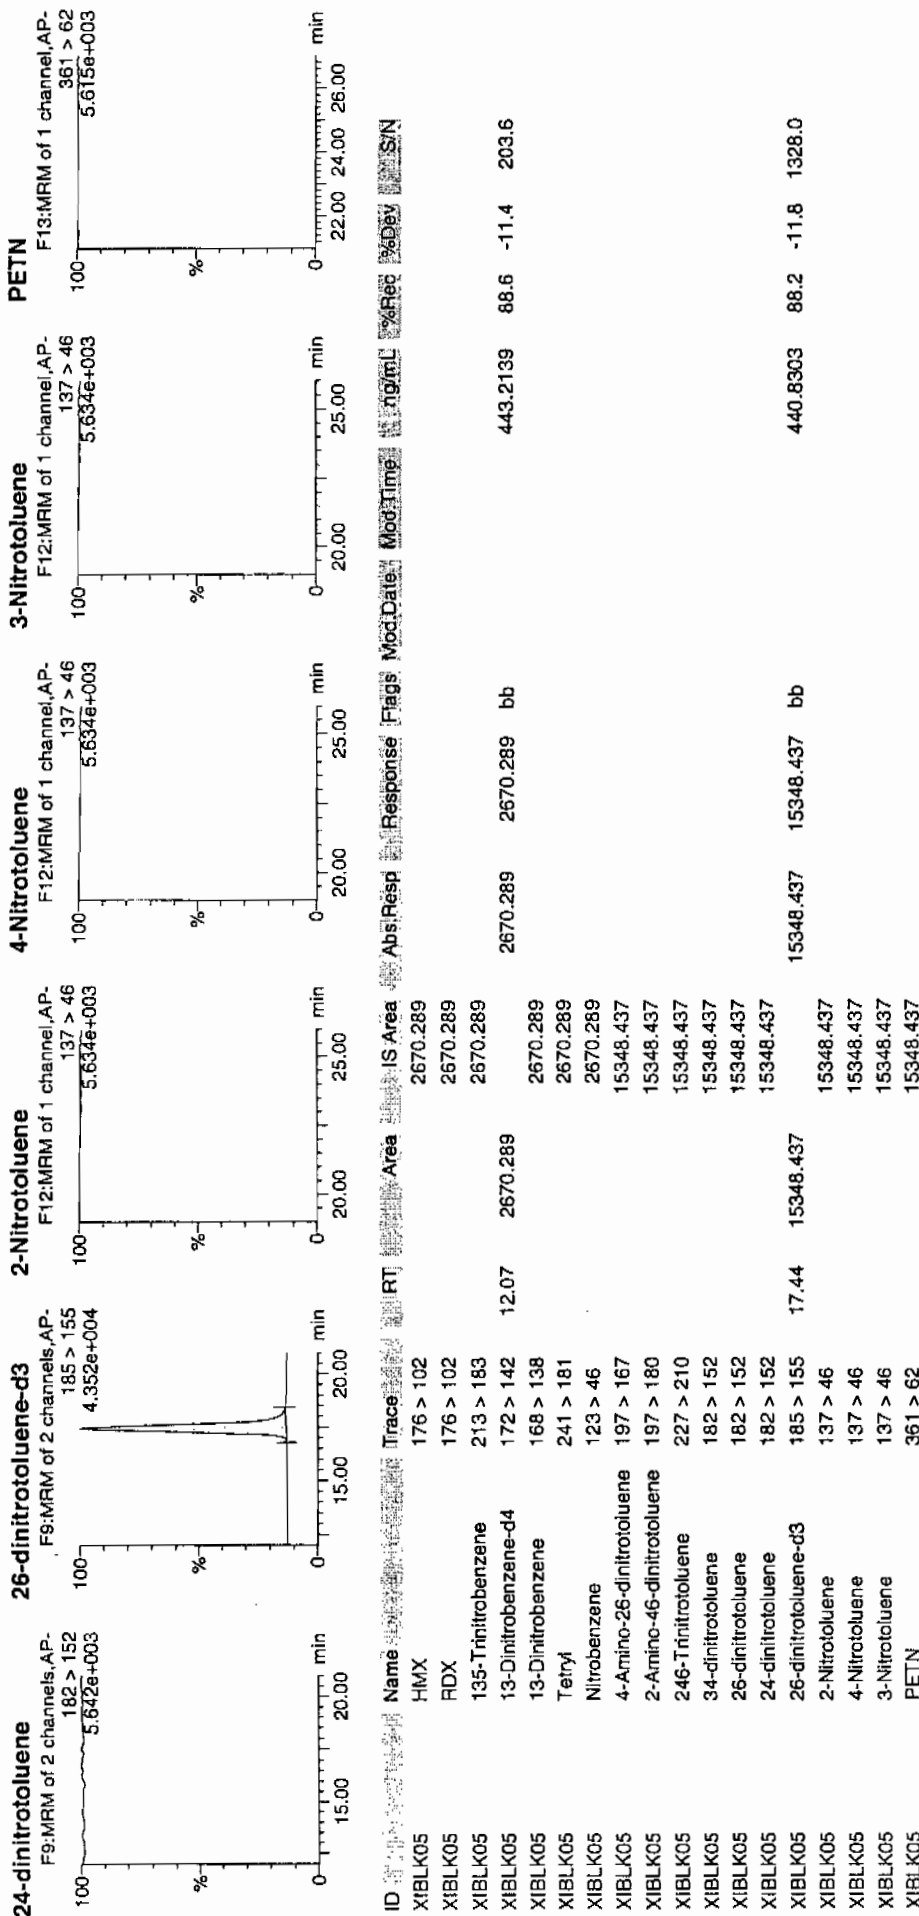 24-dinitrotoluene
F9:MRM of 2 channels,AP-
182 > 152
5.642e+003
100
%
0
15.00 20.00 min
26-dinitrotoluene-d3
F9:MRM of 2 channels,AP-
185 > 155
4.352e+004
100
%
0
15.00 20.00 min
2-Nitrotoluene
F12:MRM of 1 channel,AP-
137 > 46
5.634e+003
100
%
0
20.00 25.00 min
4-Nitrotoluene
F12:MRM of 1 channel,AP-
137 > 46
5.634e+003
100
%
0
20.00 25.00 min
3-Nitrotoluene
F12:MRM of 1 channel,AP-
137 > 46
5.634e+003
100
%
0
20.00 25.00 min
PETN
F13:MRM of 1 channel,AP-
361 > 62
5.615e+003
100
%
0
22.00 24.00 26.00 min
ID Name Trace RT Area IS Area Abs.Resp Response Flags Mod.Date Mod.Time ng/mL %Rec %Dev S/N
XIBLK05 HMX 176 > 102 2670.289
XIBLK05 RDX 176 > 102 2670.289
XIBLK05 135-Trinitrobenzene 213 > 183 2670.289
XIBLK05 13-Dinitrobenzene-d4 172 > 142 12.07 2670.289 2670.289 2670.289 bb 443.2139 88.6 -11.4 203.6
XIBLK05 13-Dinitrobenzene 168 > 138 2670.289
XIBLK05 Tetryl 241 > 181 2670.289
XIBLK05 Nitrobenzene 123 > 46 2670.289
XIBLK05 4-Amino-26-dinitrotoluene 197 > 167 15348.437
XIBLK05 2-Amino-46-dinitrotoluene 197 > 180 15348.437
XIBLK05 246-Trinitrotoluene 227 > 210 15348.437
XIBLK05 34-dinitrotoluene 182 > 152 15348.437
XIBLK05 26-dinitrotoluene 182 > 152 15348.437
XIBLK05 24-dinitrotoluene 182 > 152 15348.437
XIBLK05 26-dinitrotoluene-d3 185 > 155 17.44 15348.437 15348.437 15348.437 bb 440.8303 88.2 -11.8 1328.0
XIBLK05 2-Nitrotoluene 137 > 46 15348.437
XIBLK05 4-Nitrotoluene 137 > 46 15348.437
XIBLK05 3-Nitrotoluene 137 > 46 15348.437
XIBLK05 PETN 361 > 62 15348.437